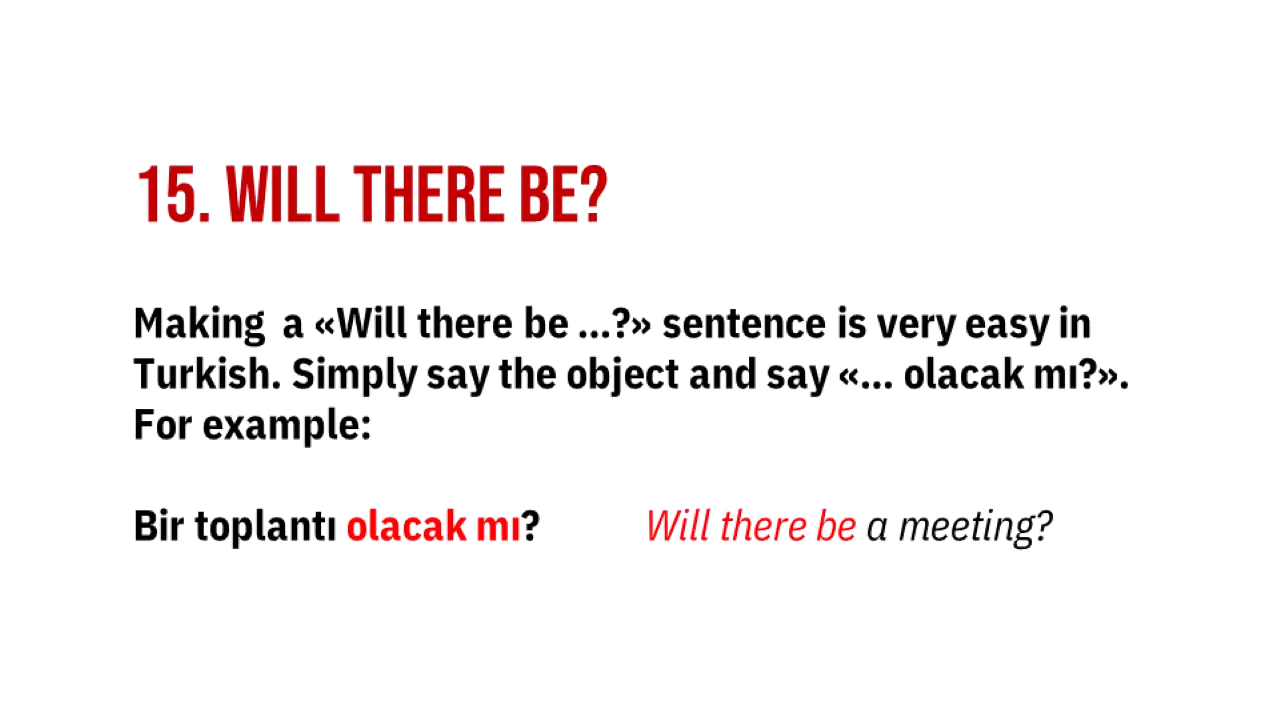 15. WILL THERE BE?
Making a «Will there be ...?» sentence is very easy in
Turkish. Simply say the object and say «... olacak mı?».
For example:
Bir toplantı olacak mı? Will there be a meeting?